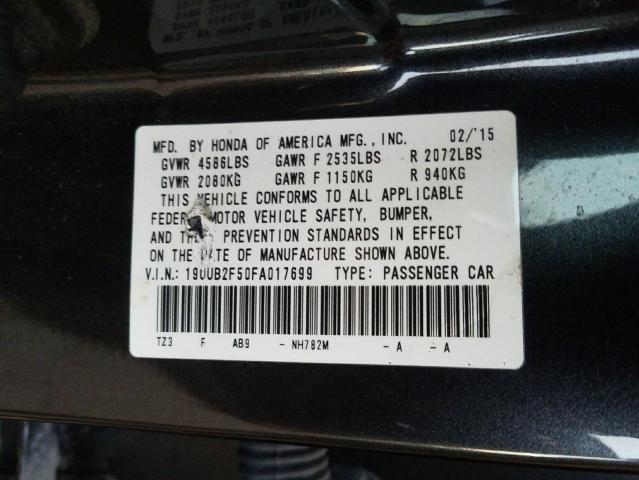 MFD. BY HONDA OF AMERICA MFG., INC. 02/'15
GVWR 4586LBS GAWR F 2535LBS R 2072LBS
GVWR 2080KG GAWR F 1150KG R 940KG
THIS VEHICLE CONFORMS TO ALL APPLICABLE
MOTOR VEHICLE SAFETY, BUMPER,
AND PREVENTION STANDARDS IN EFFECT
ON THE DATE OF MANUFACTURE SHOWN ABOVE.
V.I.N.: 19UUB2F50FA017699 TYPE: PASSENGER CAR
TZ3 F AB9 - NH782M - A - A